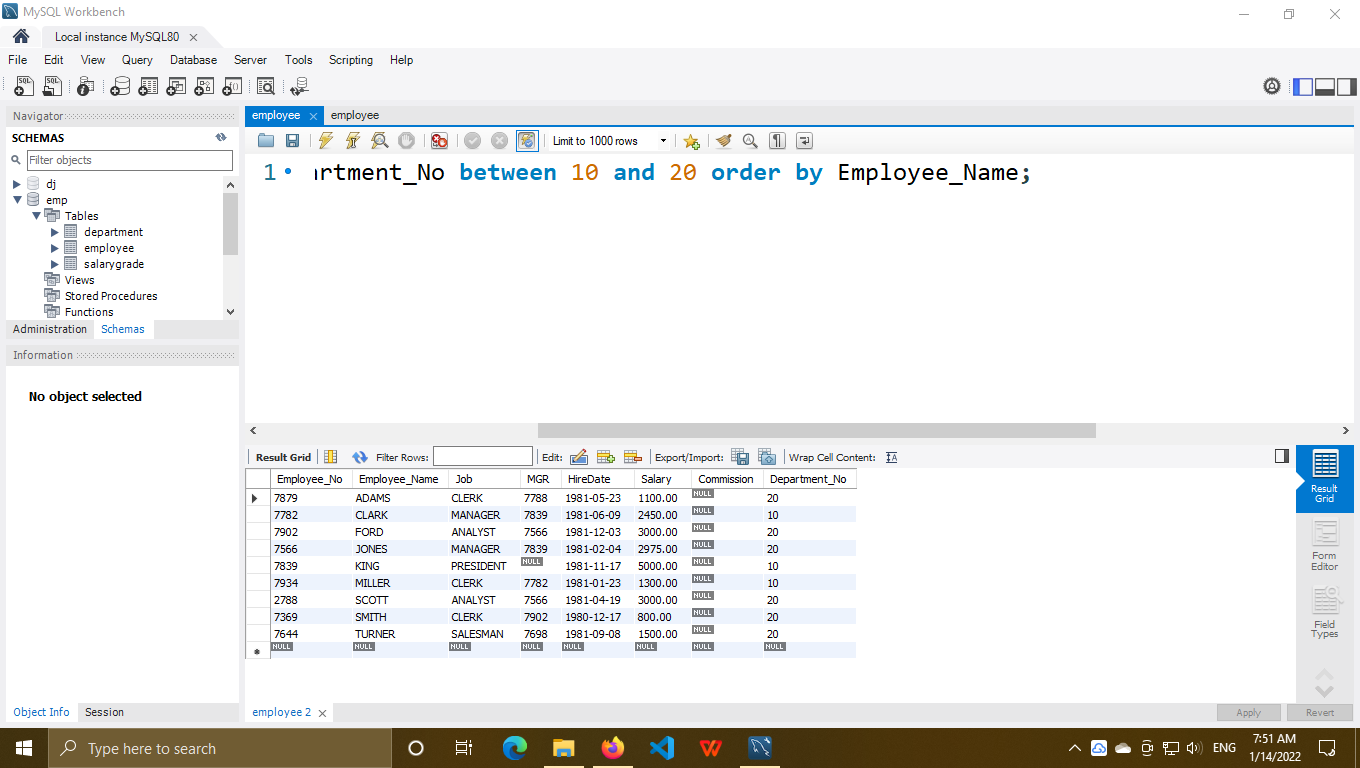 MySQL Workbench
Local instance MySQL80
File Edit View Query Database Server Tools Scripting Help
Navigator
SCHEMAS
Filter objects
dj
emp
Tables
department
employee
salarygrade
Views
Stored Procedures
Functions
Administration Schemas
Information
No object selected
Object Info Session
employee employee
Limit to 1000 rows
1 artment_No between 10 and 20 order by Employee_Name;
Result Grid Filter Rows: Edit: Export/Import: Wrap Cell Content:
Employee_No Employee_Name Job MGR HireDate Salary Commission Department_No
7879 ADAMS CLERK 7788 1981-05-23 1100.00 NULL 20
7782 CLARK MANAGER 7839 1981-06-09 2450.00 NULL 10
7902 FORD ANALYST 7566 1981-12-03 3000.00 NULL 20
7566 JONES MANAGER 7839 1981-02-04 2975.00 NULL 20
7839 KING PRESIDENT NULL 1981-11-17 5000.00 NULL 10
7934 MILLER CLERK 7782 1981-01-23 1300.00 NULL 10
2788 SCOTT ANALYST 7566 1981-04-19 3000.00 NULL 20
7369 SMITH CLERK 7902 1980-12-17 800.00 NULL 20
7644 TURNER SALESMAN 7698 1981-09-08 1500.00 NULL 20
NULL NULL NULL NULL NULL NULL NULL NULL
Result
Grid
Form
Editor
Field
Types
employee 2
Apply Revert
Type here to search
ENG
7:51 AM
1/14/2022